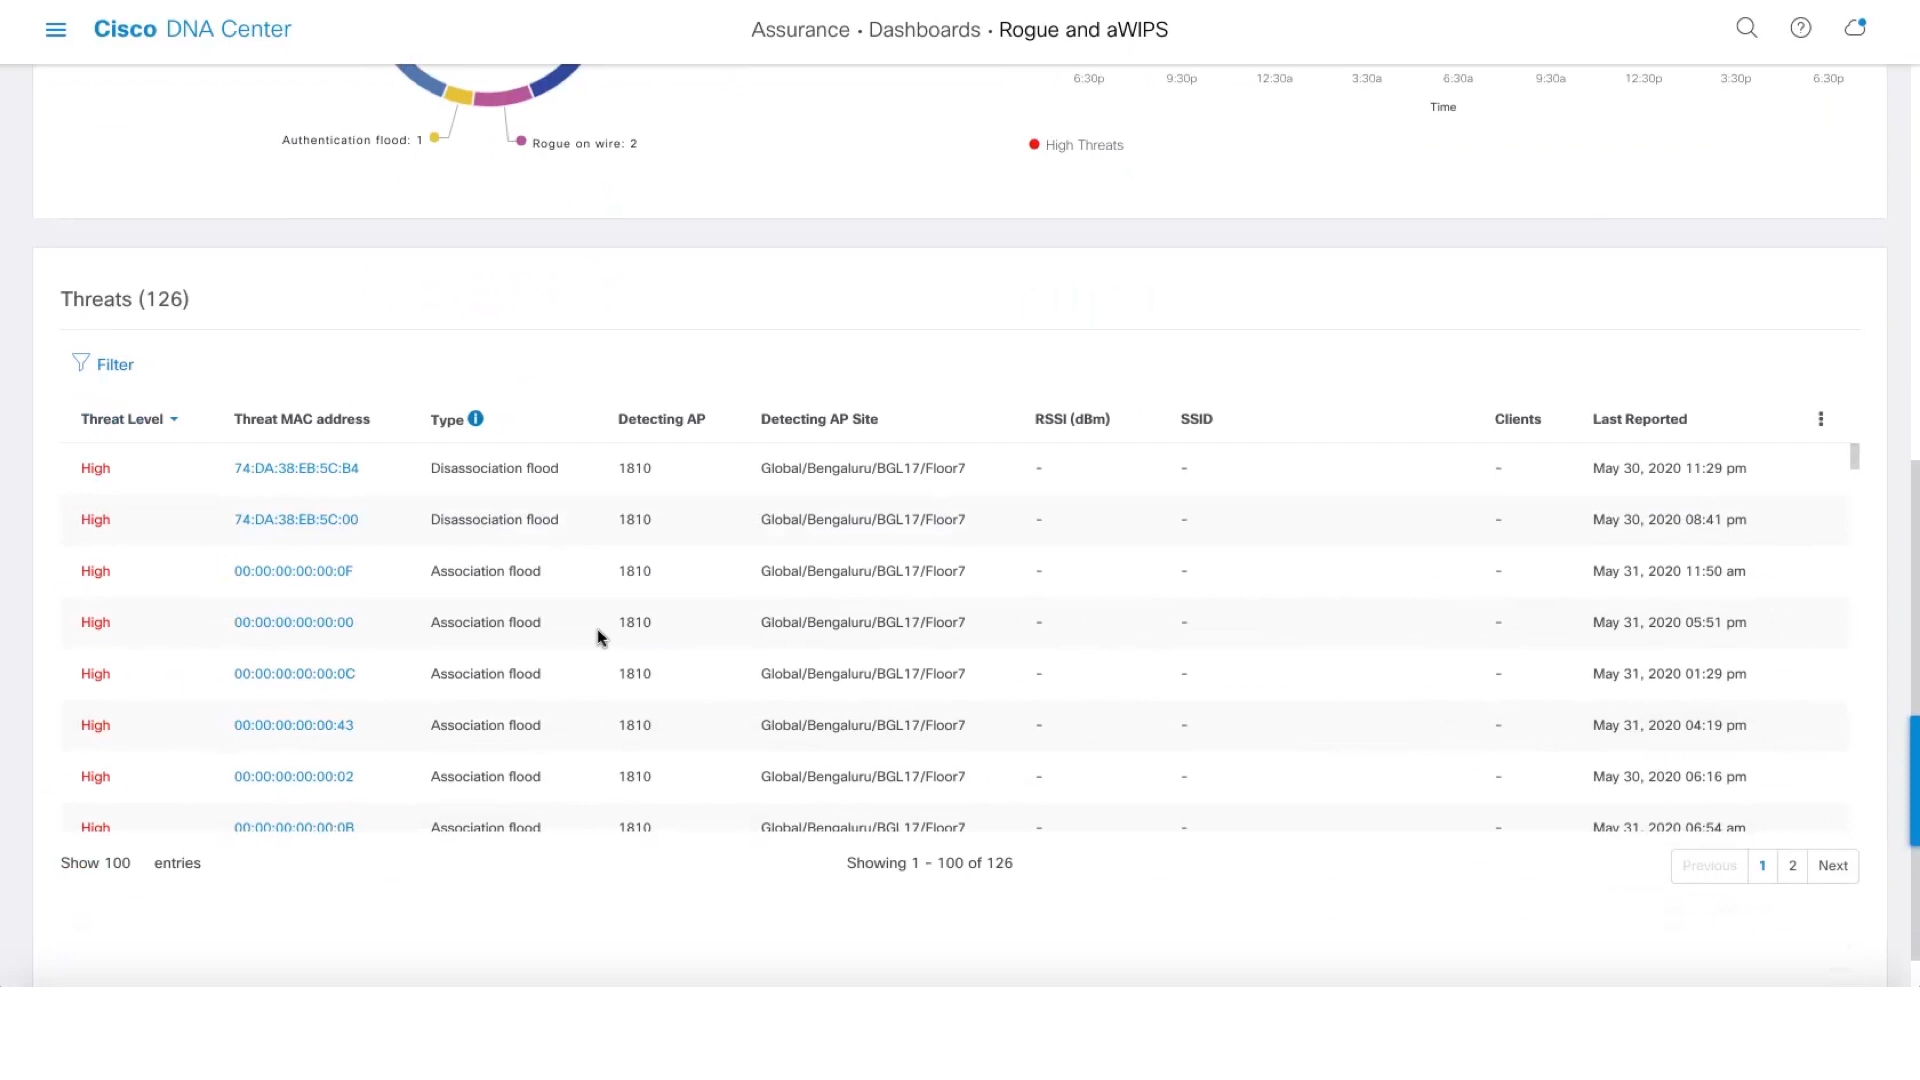 Cisco DNA Center
Assurance • Dashboards • Rogue and aWIPS
6:30p 9:30p 12:30a 3:30a 6:30a 9:30a 12:30p 3:30p 6:30p
Time
Authentication flood: 1
Rogue on wire: 2
High Threats
Threats (126)
Filter
Threat Level Threat MAC address Type Detecting AP Detecting AP Site RSSI (dBm) SSID Clients Last Reported
High 74:DA:38:EB:5C:B4 Disassociation flood 1810 Global/Bengaluru/BGL17/Floor7 - - - May 30, 2020 11:29 pm
High 74:DA:38:EB:5C:00 Disassociation flood 1810 Global/Bengaluru/BGL17/Floor7 - - - May 30, 2020 08:41 pm
High 00:00:00:00:00:0F Association flood 1810 Global/Bengaluru/BGL17/Floor7 - - - May 31, 2020 11:50 am
High 00:00:00:00:00:00 Association flood 1810 Global/Bengaluru/BGL17/Floor7 - - - May 31, 2020 05:51 pm
High 00:00:00:00:00:0C Association flood 1810 Global/Bengaluru/BGL17/Floor7 - - - May 31, 2020 01:29 pm
High 00:00:00:00:00:43 Association flood 1810 Global/Bengaluru/BGL17/Floor7 - - - May 31, 2020 04:19 pm
High 00:00:00:00:00:02 Association flood 1810 Global/Bengaluru/BGL17/Floor7 - - - May 30, 2020 06:16 pm
High 00:00:00:00:00:0B Association flood 1810 Global/Bengaluru/BGL17/Floor7 - - - May 31, 2020 06:54 am
Show 100 entries
Showing 1 - 100 of 126
Previous 1 2 Next